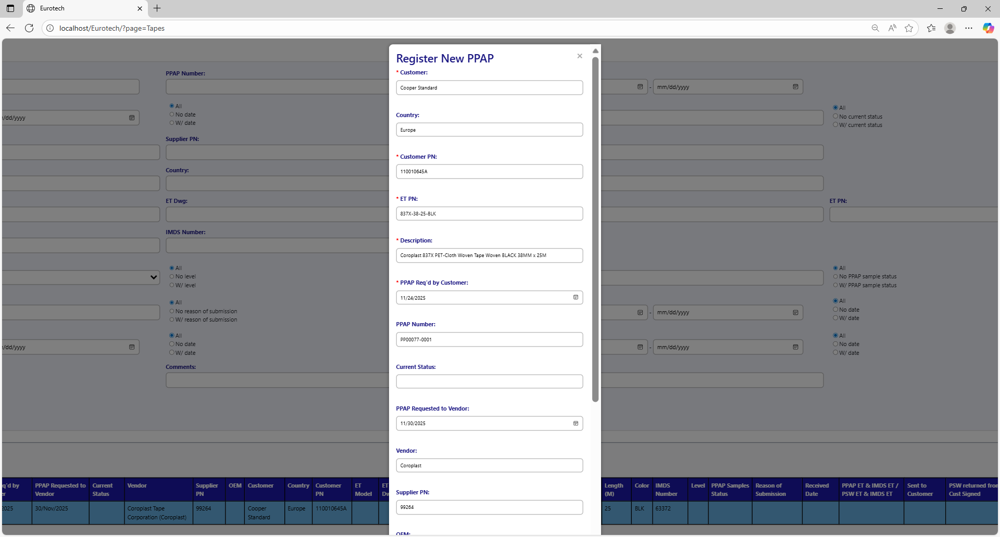 Eurotech
localhost/Eurotech/?page=Tapes
Register New PPAP
* Customer:
Cooper Standard
Country:
Europe
* Customer PN:
110010645A
* ET PN:
837X-38-25-BLK
* Description:
Coroplast 837X PET-Cloth Woven Tape Woven BLACK 38MM x 25M
* PPAP Req'd by Customer:
11/24/2025
PPAP Number:
PP00077-0001
Current Status:
PPAP Requested to Vendor:
11/30/2025
Vendor:
Coroplast
Supplier PN:
99264
OEM:
PPAP Number:
- mm/dd/yyyy
/dd/yyyy
All
No date
W/ date
All
No current status
W/ current status
Supplier PN:
Country:
ET Dwg:
ET PN:
IMDS Number:
All
No level
W/ level
All
No PPAP sample status
W/ PPAP sample status
All
No reason of submission
W/ reason of submission
- mm/dd/yyyy
All
No date
W/ date
/dd/yyyy
All
No date
W/ date
- mm/dd/yyyy
All
No date
W/ date
Comments:
q'd by
er
PPAP Requested to
Vendor
Current
Status
Vendor
Supplier
PN
OEM
Customer
Country
Customer
PN
ET
Model
ET
Dw
Length
(M)
Color
IMDS
Number
Level
PPAP Samples
Status
Reason of
Submission
Received
Date
PPAP ET & IMDS ET /
PSW ET & IMDS ET
Sent to
Customer
PSW returned from
Cust Signed
2025
30/Nov/2025
Coroplast Tape
Corporation (Coroplast)
99264
Cooper
Standard
Europe
110010645A
25
BLK
63372